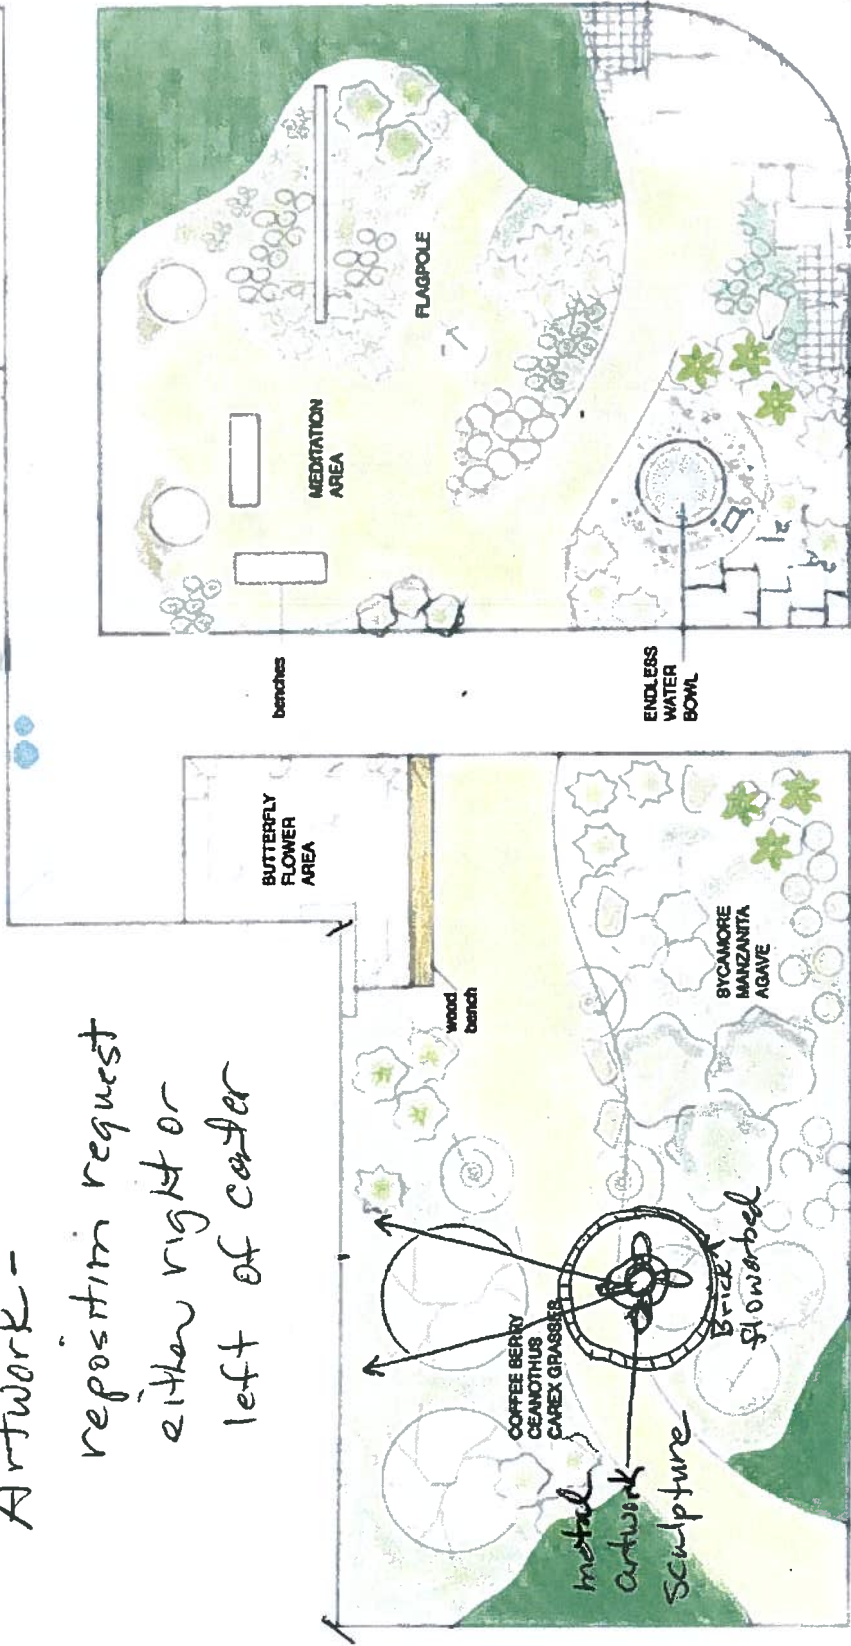 Artwork -
reposition request
either right or
left of center
metal
artwork
sculpture
Brick
flowerbed
COFFEE BERRY
CEANOTHUS
CAREX GRASSES
wood
bench
BUTTERFLY
FLOWER
AREA
SYCAMORE
MANZANITA
AGAVE
benches
MEDITATION
AREA
FLAGPOLE
ENDLESS
WATER
BOWL